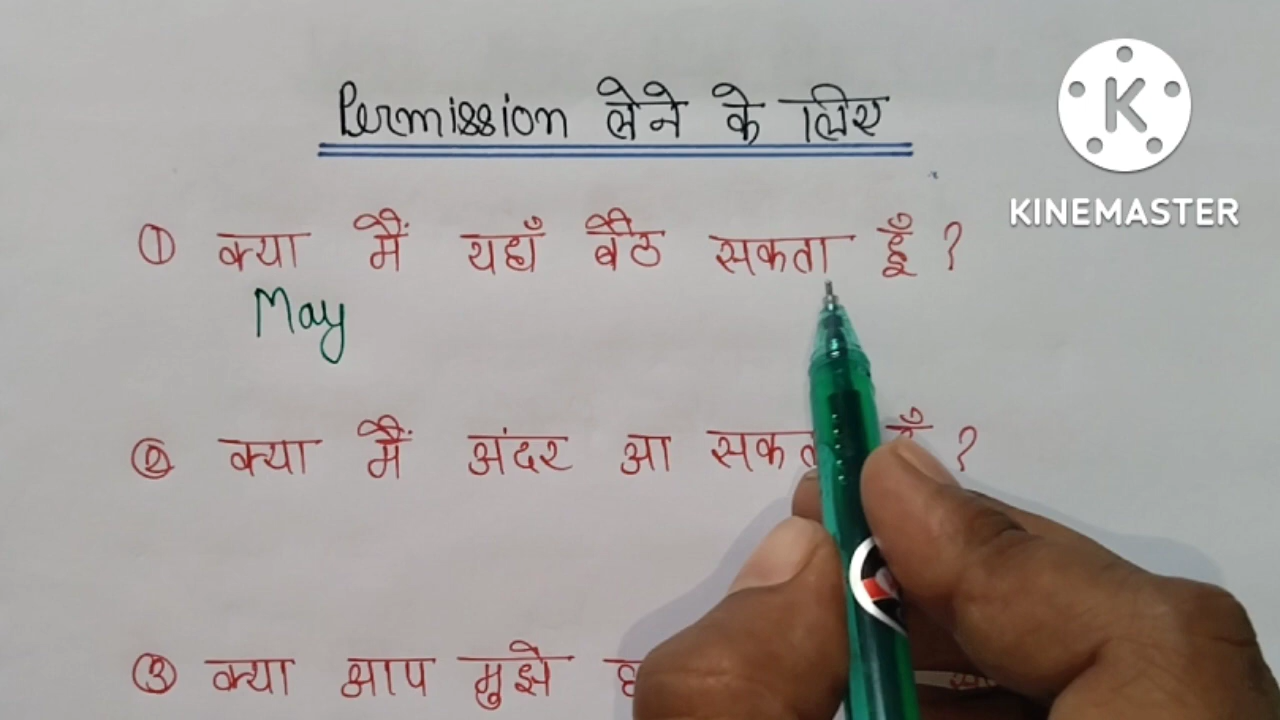 Permission लेने के लिए
① क्या मैं यहाँ बैठ सकता हूँ ?
May
② क्या मैं अंदर आ सकता हूँ ?
③ क्या आप मुझे
KINEMASTER